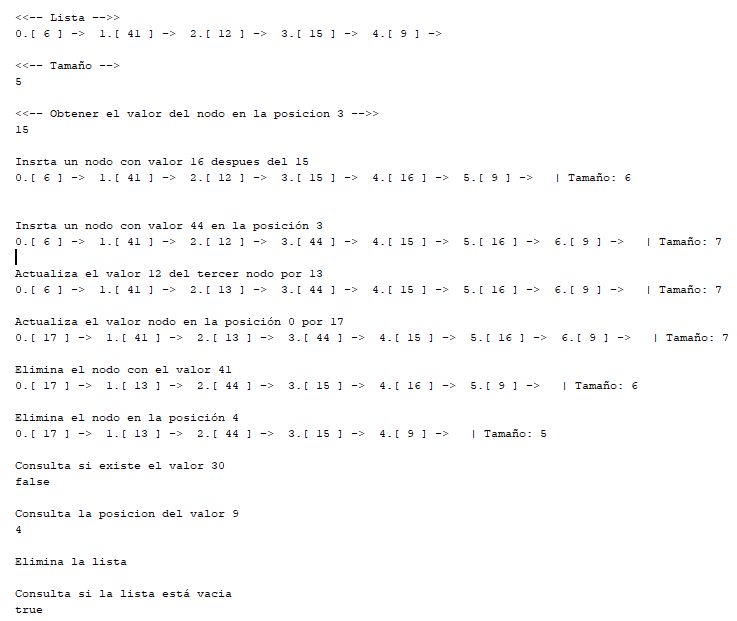 <<-- Lista -->>
0.[ 6 ] ->  1.[ 41 ] ->  2.[ 12 ] ->  3.[ 15 ] ->  4.[ 9 ] ->
<<-- Tamaño -->
5
<<-- Obtener el valor del nodo en la posicion 3 -->>
15
Insrta un nodo con valor 16 despues del 15
0.[ 6 ] ->  1.[ 41 ] ->  2.[ 12 ] ->  3.[ 15 ] ->  4.[ 16 ] ->  5.[ 9 ] ->   | Tamaño: 6
Insrta un nodo con valor 44 en la posición 3
0.[ 6 ] ->  1.[ 41 ] ->  2.[ 12 ] ->  3.[ 44 ] ->  4.[ 15 ] ->  5.[ 16 ] ->  6.[ 9 ] ->   | Tamaño: 7
Actualiza el valor 12 del tercer nodo por 13
0.[ 6 ] ->  1.[ 41 ] ->  2.[ 13 ] ->  3.[ 44 ] ->  4.[ 15 ] ->  5.[ 16 ] ->  6.[ 9 ] ->   | Tamaño: 7
Actualiza el valor nodo en la posición 0 por 17
0.[ 17 ] ->  1.[ 41 ] ->  2.[ 13 ] ->  3.[ 44 ] ->  4.[ 15 ] ->  5.[ 16 ] ->  6.[ 9 ] ->   | Tamaño: 7
Elimina el nodo con el valor 41
0.[ 17 ] ->  1.[ 13 ] ->  2.[ 44 ] ->  3.[ 15 ] ->  4.[ 16 ] ->  5.[ 9 ] ->   | Tamaño: 6
Elimina el nodo en la posición 4
0.[ 17 ] ->  1.[ 13 ] ->  2.[ 44 ] ->  3.[ 15 ] ->  4.[ 9 ] ->   | Tamaño: 5
Consulta si existe el valor 30
false
Consulta la posicion del valor 9
4
Elimina la lista
Consulta si la lista está vacia
true